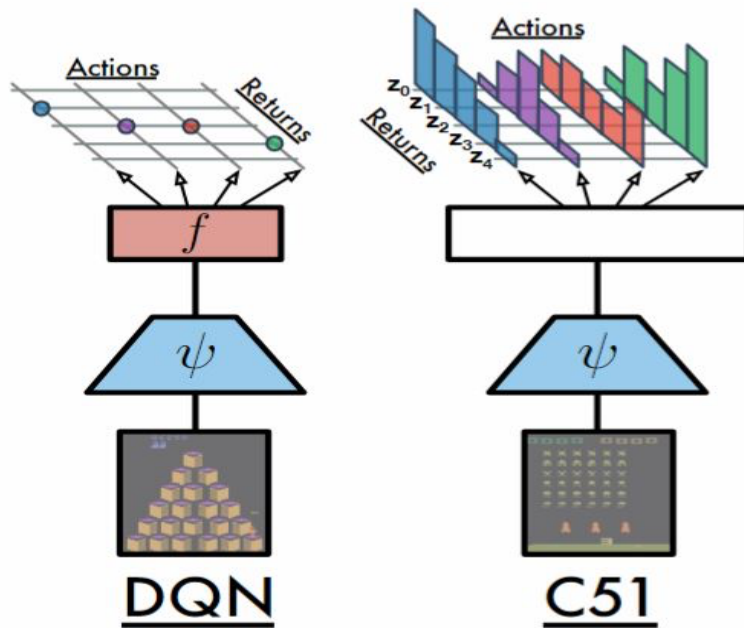 Actions
Returns
f
ψ
DQN
Actions
z₀
z₁
z₂
z₃
z₄
Returns
ψ
C51